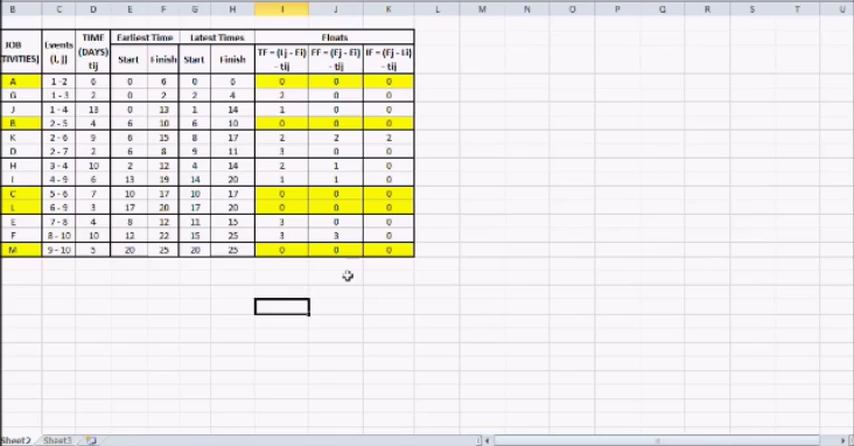 B C D E F G H I J K L M N O P Q R S T U
JOB TIVITIES) Events (i, j) TIME (DAYS) tij Earliest Time Latest Times Floats
Start Finish Start Finish TF = (Lj - Ei) - tij FF = (Ej - Ei) - tij IF = (Ej - Li) - tij
A 1 - 2 6 0 6 0 6 0 0 0
G 1 - 3 2 0 2 2 4 2 0 0
J 1 - 4 13 0 13 1 14 1 0 0
B 2 - 5 4 6 10 6 10 0 0 0
K 2 - 6 9 6 15 8 17 2 2 2
D 2 - 7 2 6 8 9 11 3 0 0
H 3 - 4 10 2 12 4 14 2 1 0
I 4 - 9 6 13 19 14 20 1 1 0
C 5 - 6 7 10 17 10 17 0 0 0
L 6 - 9 3 17 20 17 20 0 0 0
E 7 - 8 4 8 12 11 15 3 0 0
F 8 - 10 10 12 22 15 25 3 3 0
M 9 - 10 5 20 25 20 25 0 0 0
Sheet2 Sheet3